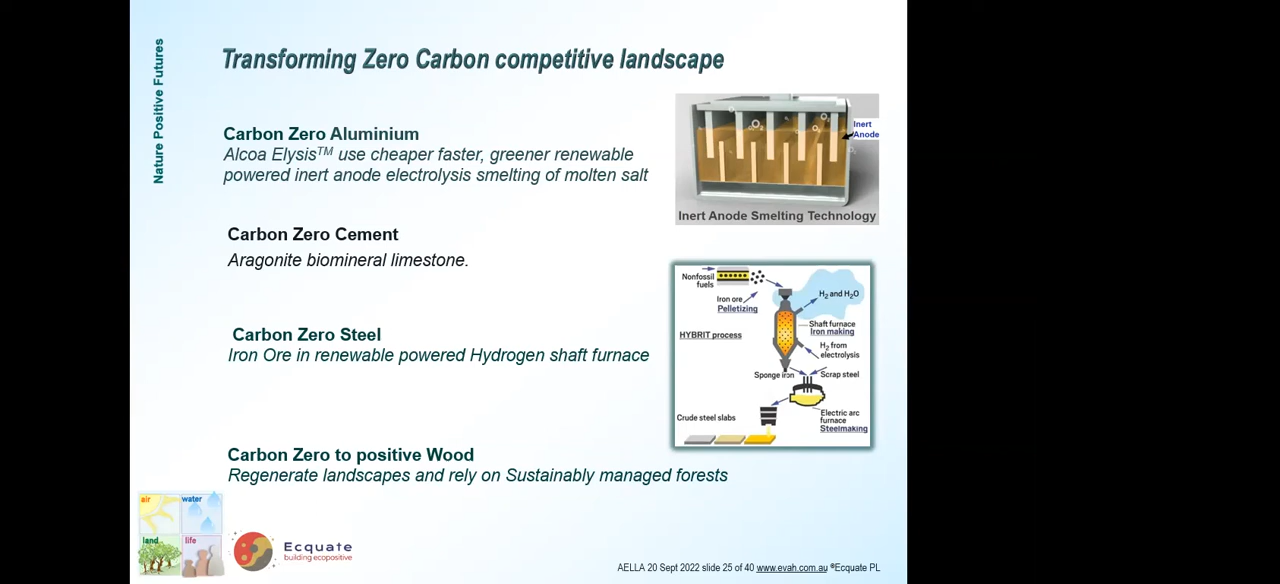 Nature Positive Futures
Transforming Zero Carbon competitive landscape
Carbon Zero Aluminium
Alcoa Elysis™ use cheaper faster, greener renewable
powered inert anode electrolysis smelting of molten salt
O₂
Inert
Anode
Inert Anode Smelting Technology
Carbon Zero Cement
Aragonite biomineral limestone.
Carbon Zero Steel
Iron Ore in renewable powered Hydrogen shaft furnace
Nonfossil
fuels
Iron ore
Pelletizing
H₂ and H₂O
HYBRIT process
Shaft furnace
Iron making
H₂ from
electrolysis
Sponge iron
Scrap steel
Crude steel slabs
Electric arc
furnace
Steelmaking
Carbon Zero to positive Wood
Regenerate landscapes and rely on Sustainably managed forests
air
water
land
life
Ecquate
building ecopositive
AELLA 20 Sept 2022 slide 25 of 40 www.evah.com.au ®Ecquate PL